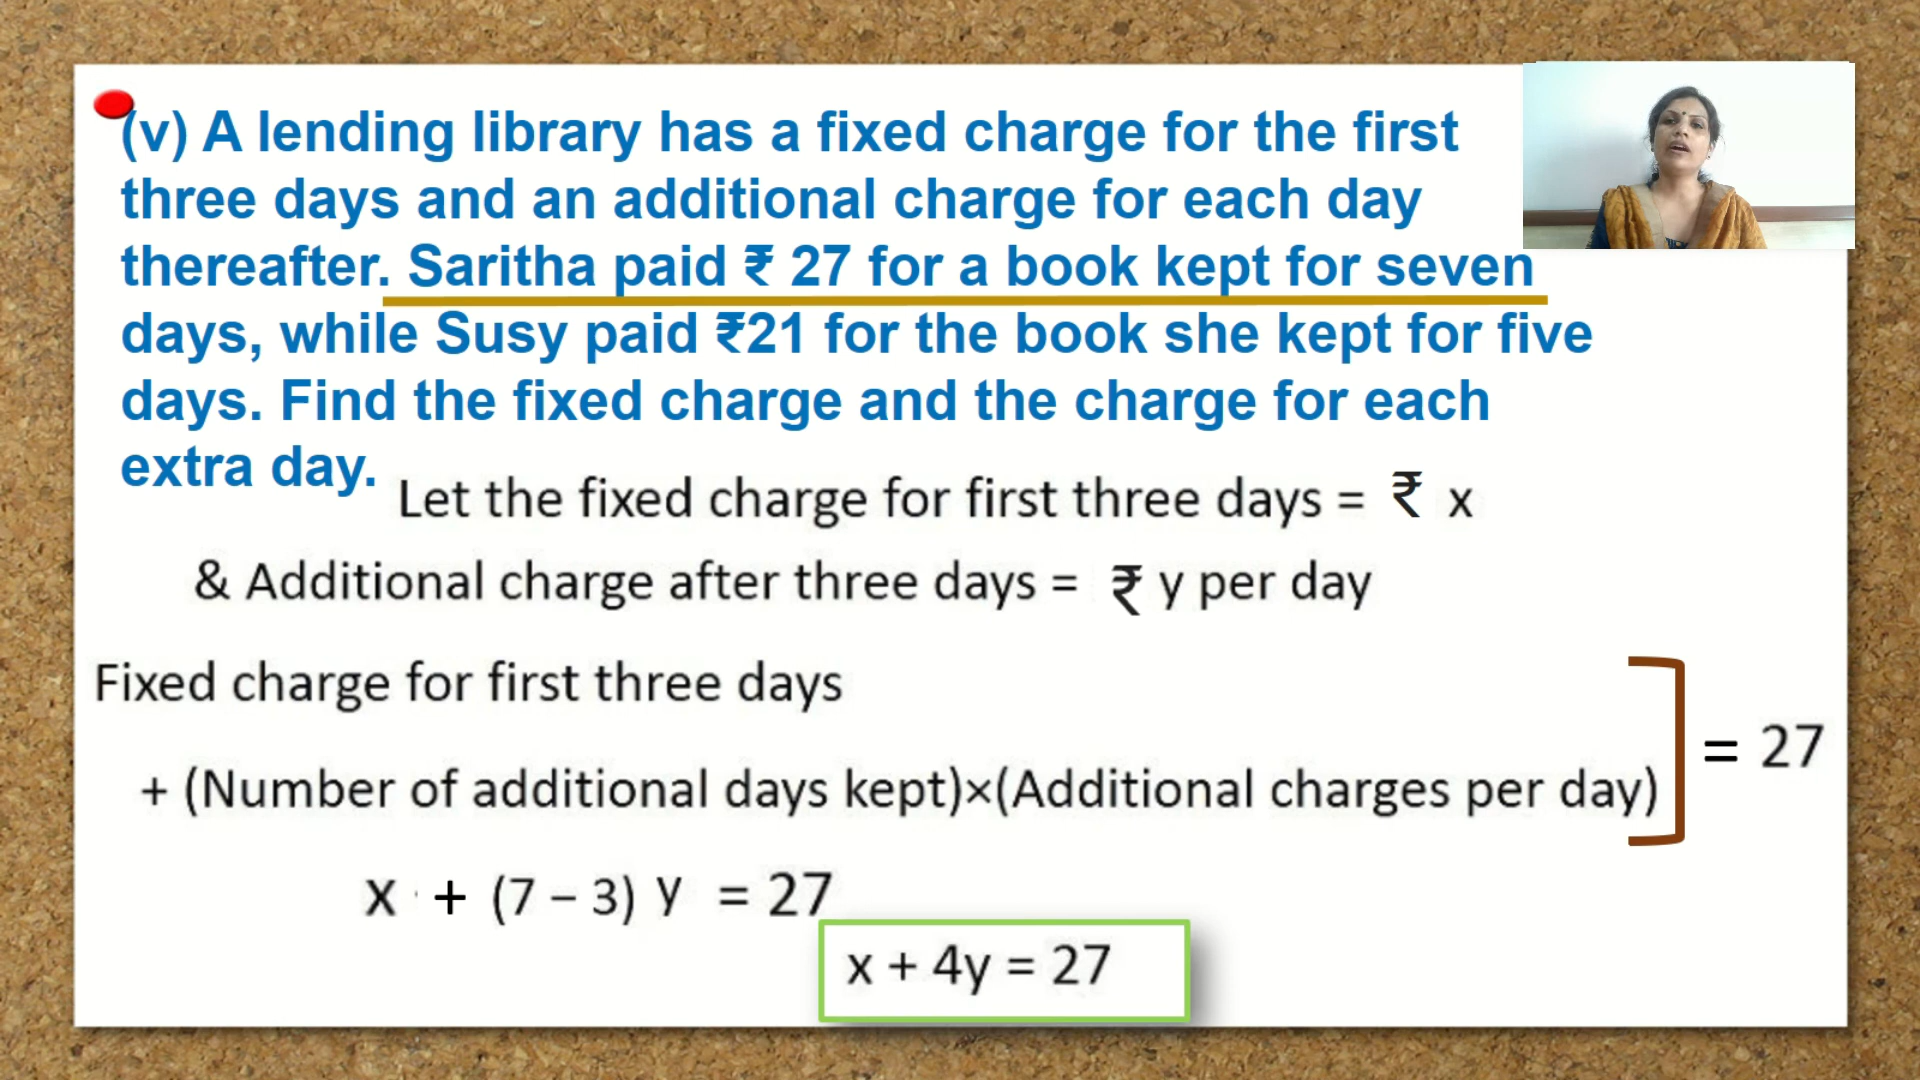 (v) A lending library has a fixed charge for the first
three days and an additional charge for each day
thereafter. Saritha paid ₹ 27 for a book kept for seven
days, while Susy paid ₹21 for the book she kept for five
days. Find the fixed charge and the charge for each
extra day.
Let the fixed charge for first three days = ₹ x
& Additional charge after three days = ₹ y per day
Fixed charge for first three days
+ (Number of additional days kept)×(Additional charges per day)
= 27
x + (7 – 3) y = 27
x + 4y = 27